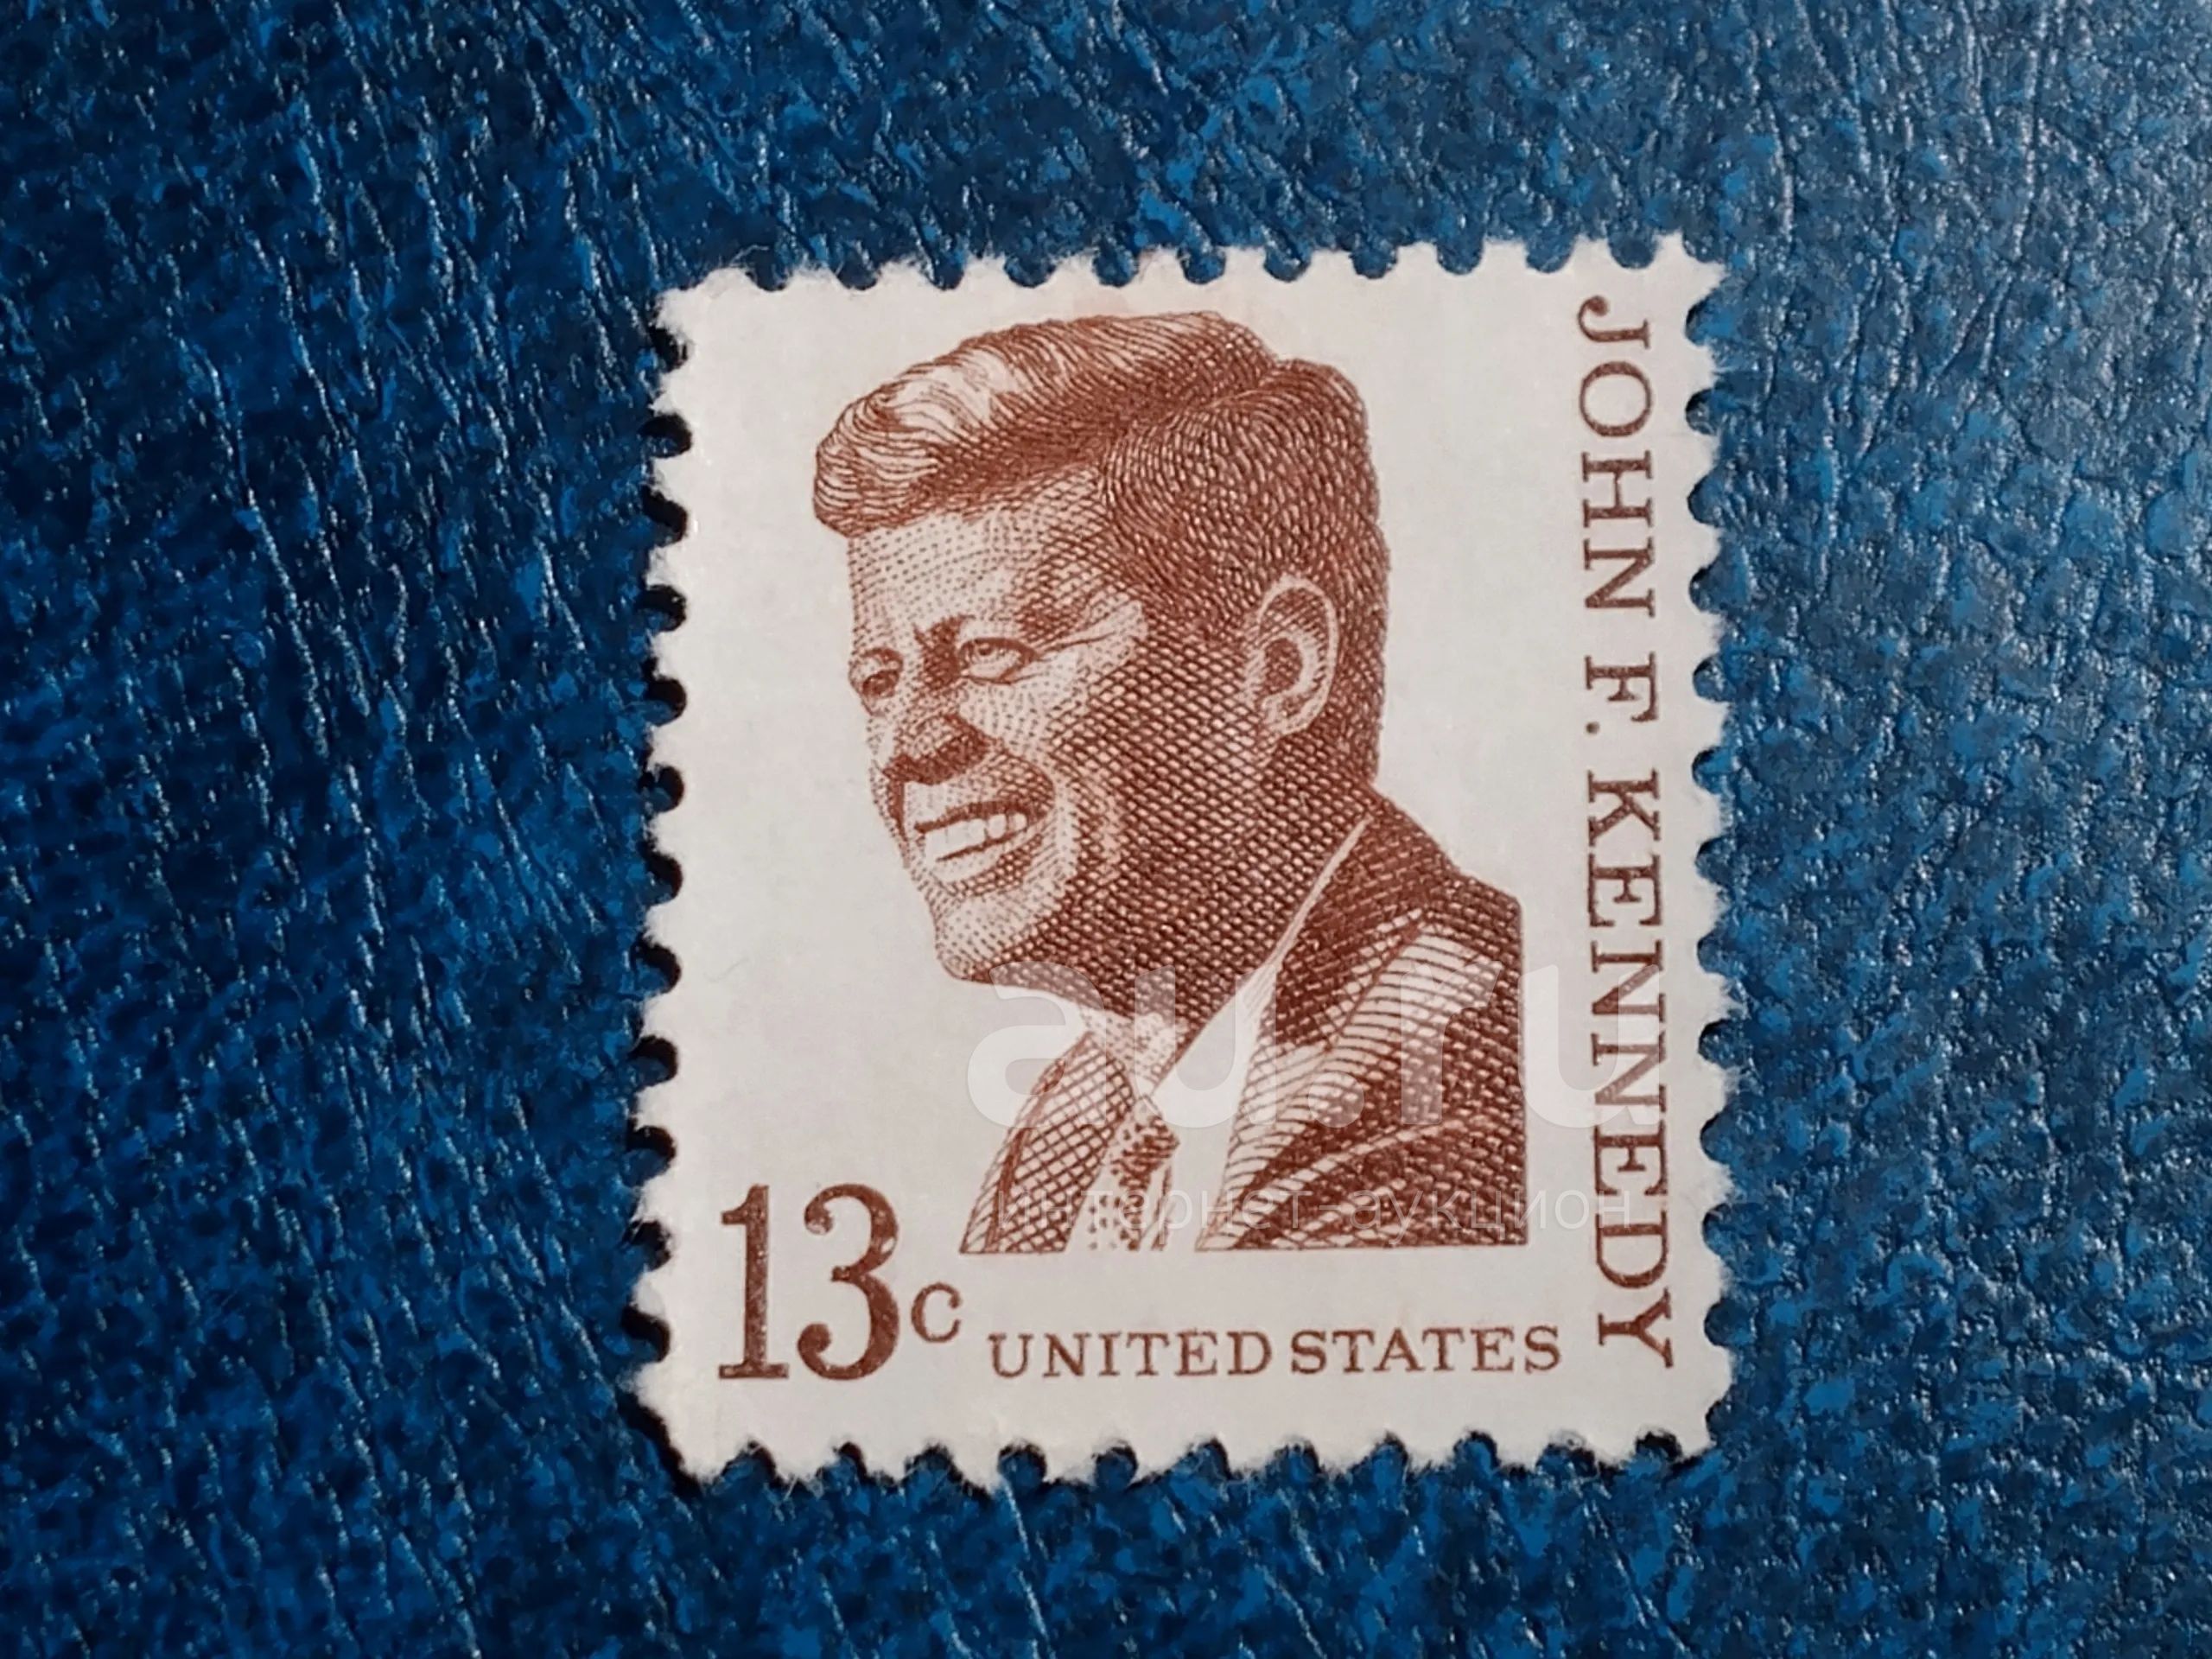 JOHN F. KENNEDY
au.ru
интернет-аукцион
13c
UNITED STATES